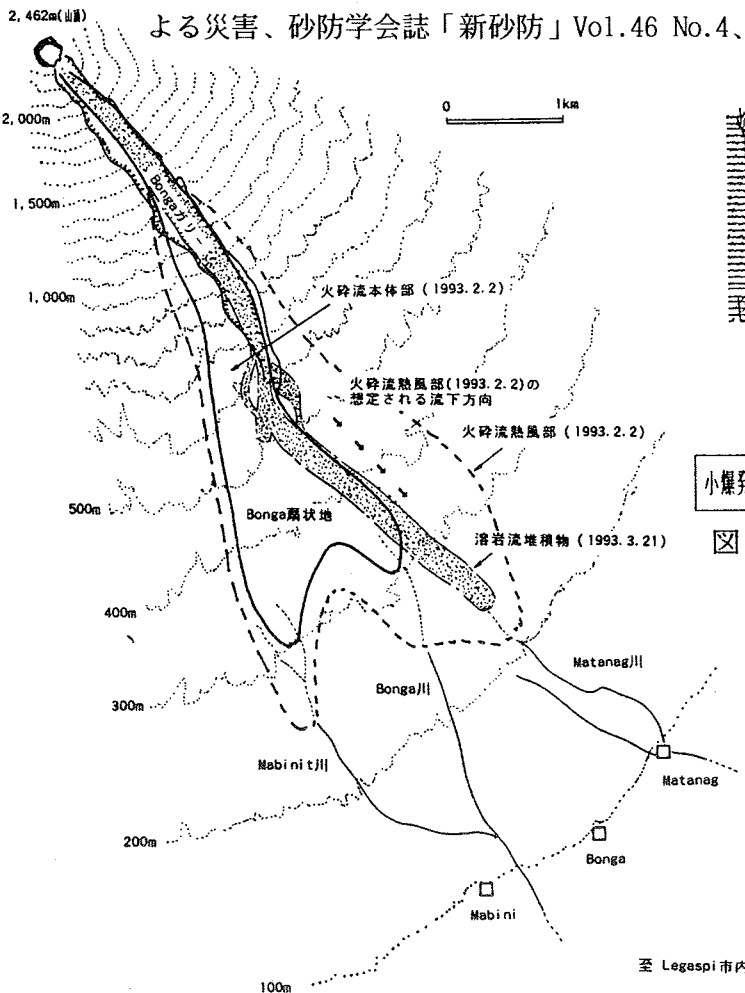 2,462m(山頂)
よる災害、砂防学会誌「新砂防」Vol.46 No.4、
0 1km
2,000m
Bongaガリー
1,500m
1,000m
火砕流本体部 (1993.2.2)
火砕流熱風部(1993.2.2)の
想定される流下方向
火砕流熱風部 (1993.2.2)
小爆発
500m
Bonga扇状地
溶岩流堆積物 (1993.3.21)
図
400m
Matanag川
300m
Bonga川
Mabinit川
Matanag
200m
Bonga
Mabini
至 Legaspi市内
100m